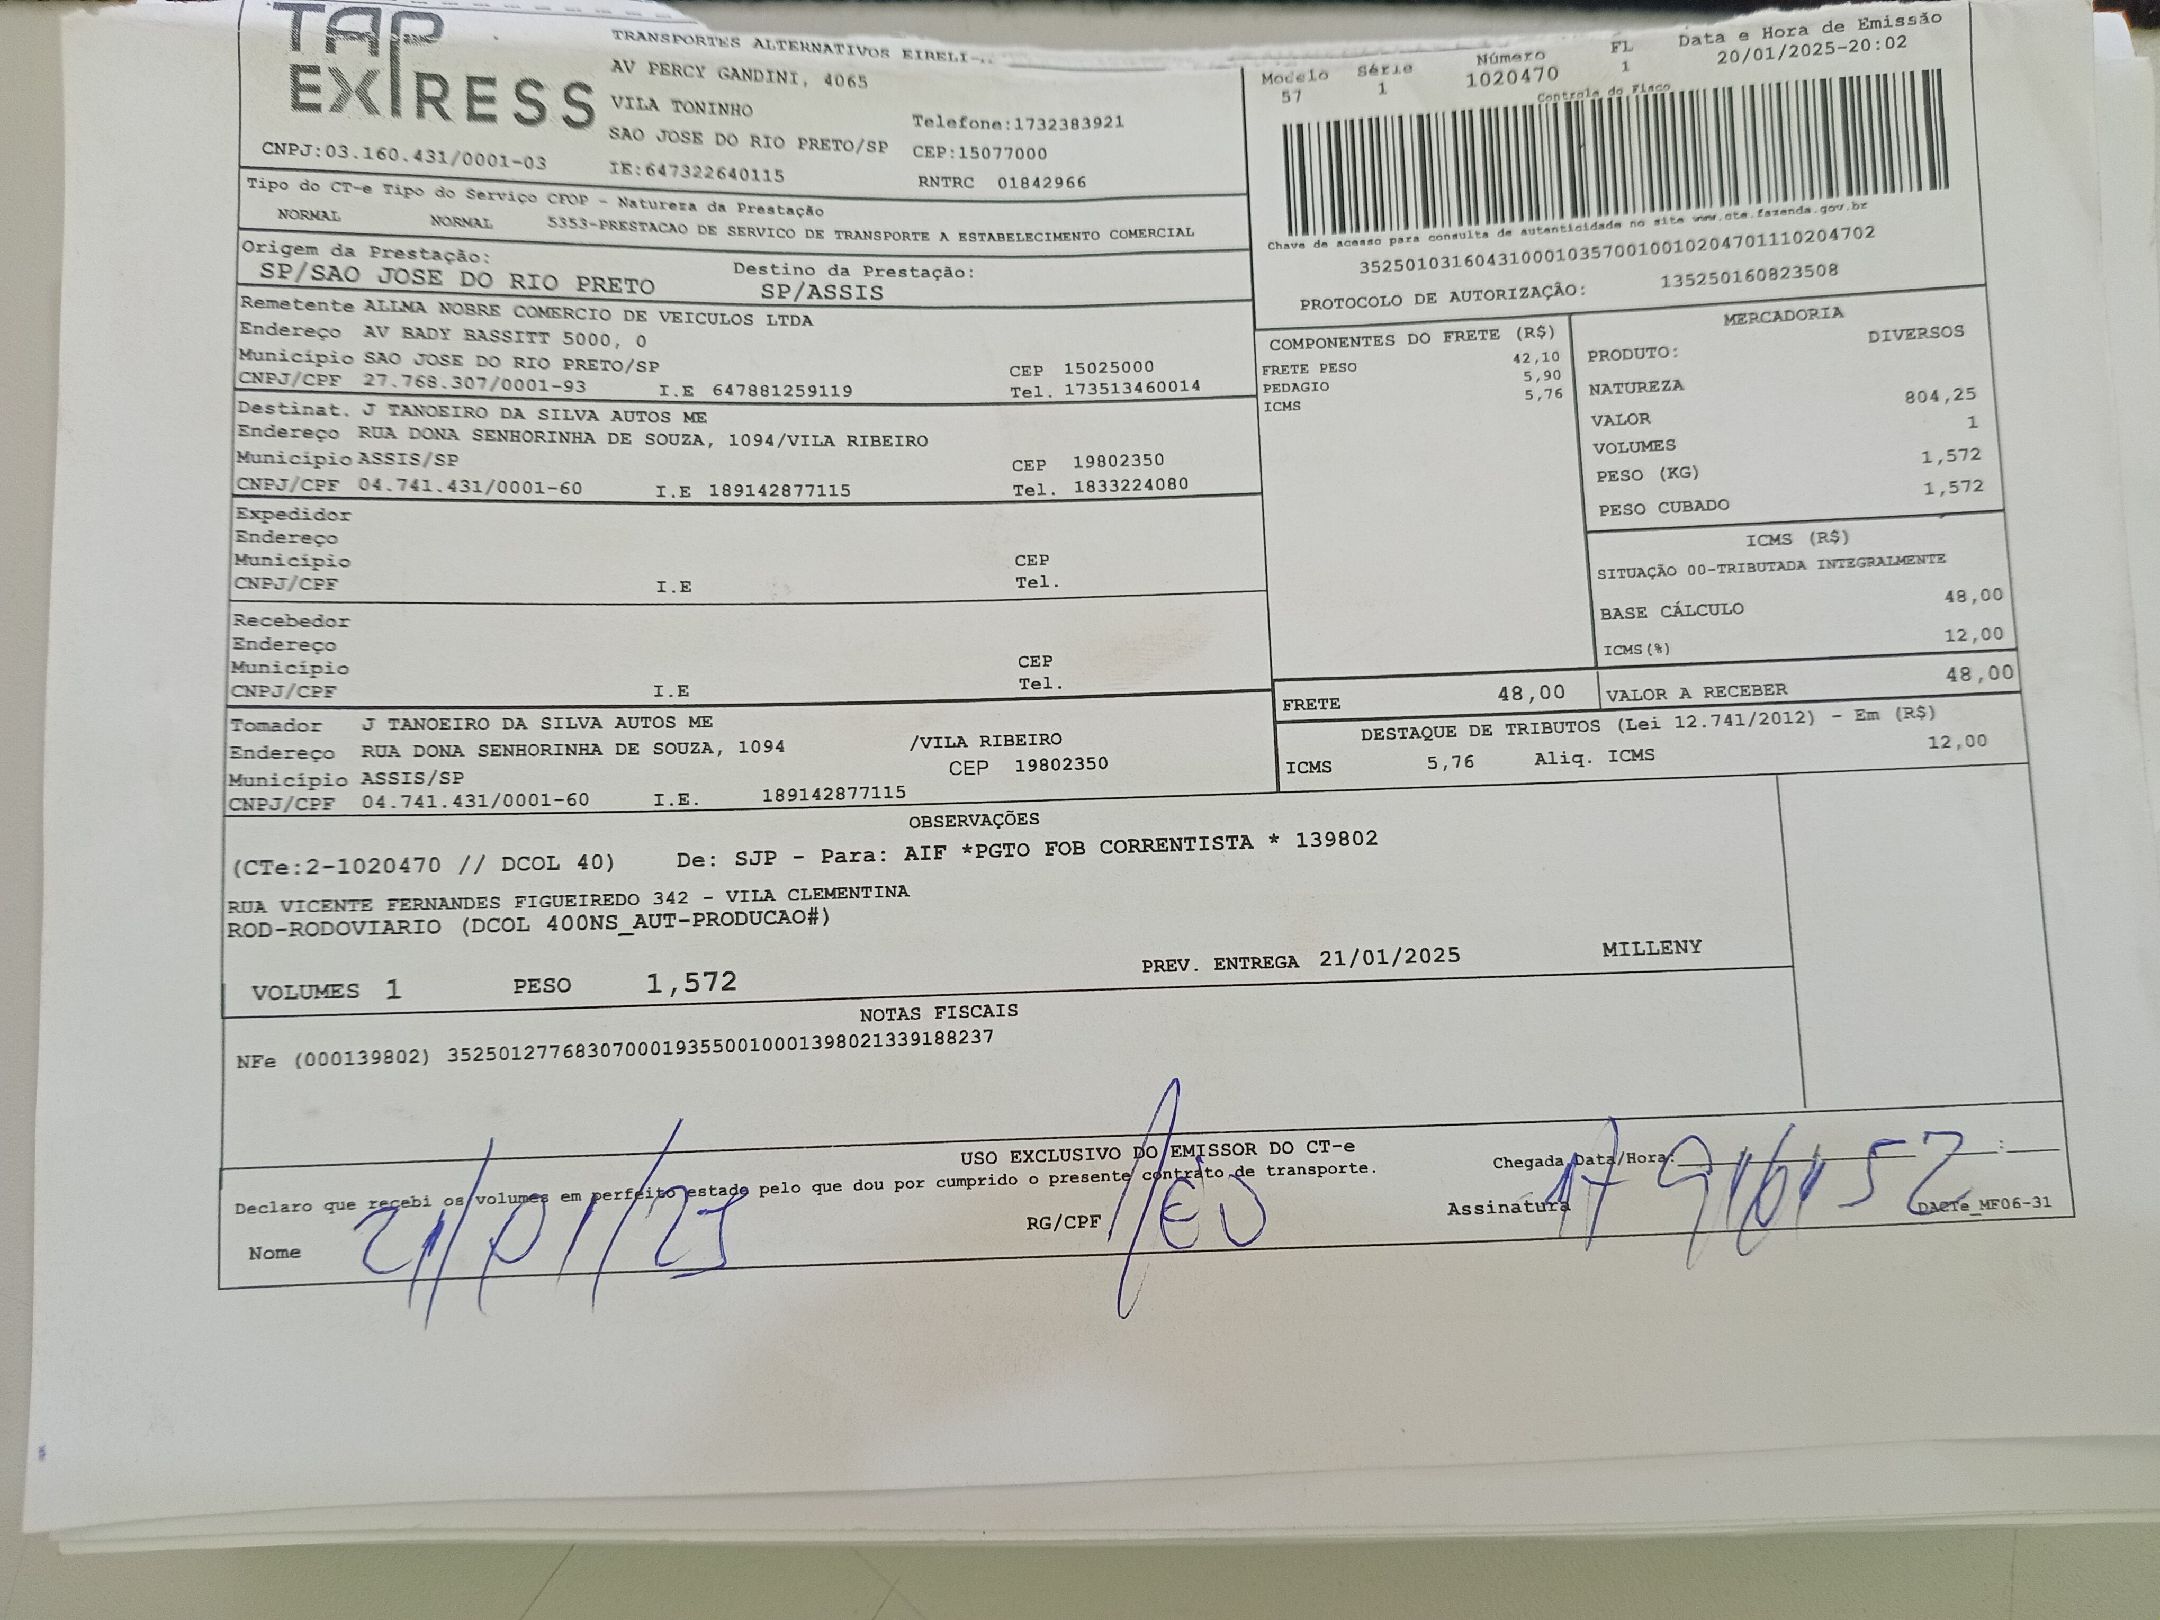 TAP EXPRESS
TRANSPORTES ALTERNATIVOS EIRELI
AV PERCY GANDINI, 4065
VILA TONINHO
SAO JOSE DO RIO PRETO/SP
IE:647322640115
Telefone:1732383921
CEP:15077000
RNTRC 01842966
CNPJ:03.160.431/0001-03
Modelo Série Número FL Data e Hora de Emissão
57 1 1020470 1 20/01/2025-20:02
Controle do Fisco
Chave de acesso para consulta de autenticidade no site www.cte.fazenda.gov.br
35250103160431000103570010010204701110204702
PROTOCOLO DE AUTORIZAÇÃO: 135250160823508
Tipo do CT-e Tipo do Serviço CFOP - Natureza da Prestação
NORMAL NORMAL 5353-PRESTACAO DE SERVICO DE TRANSPORTE A ESTABELECIMENTO COMERCIAL
Origem da Prestação: Destino da Prestação:
SP/SAO JOSE DO RIO PRETO SP/ASSIS
Remetente ALLMA NOBRE COMERCIO DE VEICULOS LTDA
Endereço AV BADY BASSITT 5000, 0
Município SAO JOSE DO RIO PRETO/SP CEP 15025000
CNPJ/CPF 27.768.307/0001-93 I.E 647881259119 Tel. 173513460014
Destinat. J TANOEIRO DA SILVA AUTOS ME
Endereço RUA DONA SENHORINHA DE SOUZA, 1094/VILA RIBEIRO
Município ASSIS/SP CEP 19802350
CNPJ/CPF 04.741.431/0001-60 I.E 189142877115 Tel. 1833224080
Expedidor
Endereço
Município CEP
CNPJ/CPF I.E Tel.
Recebedor
Endereço
Município CEP
CNPJ/CPF I.E Tel.
Tomador J TANOEIRO DA SILVA AUTOS ME
Endereço RUA DONA SENHORINHA DE SOUZA, 1094 /VILA RIBEIRO
Município ASSIS/SP CEP 19802350
CNPJ/CPF 04.741.431/0001-60 I.E. 189142877115
COMPONENTES DO FRETE (R$)
FRETE PESO 42,10
PEDAGIO 5,90
ICMS 5,76
MERCADORIA
PRODUTO: DIVERSOS
NATUREZA
VALOR 804,25
VOLUMES 1
PESO (KG) 1,572
PESO CUBADO 1,572
ICMS (R$)
SITUAÇÃO 00-TRIBUTADA INTEGRALMENTE
BASE CÁLCULO 48,00
ICMS(%) 12,00
FRETE 48,00 VALOR A RECEBER 48,00
DESTAQUE DE TRIBUTOS (Lei 12.741/2012) - Em (R$)
ICMS 5,76 Aliq. ICMS 12,00
OBSERVAÇÕES
(CTe:2-1020470 // DCOL 40) De: SJP - Para: AIF *PGTO FOB CORRENTISTA * 139802
RUA VICENTE FERNANDES FIGUEIREDO 342 - VILA CLEMENTINA
ROD-RODOVIARIO (DCOL 400NS_AUT-PRODUCAO#)
VOLUMES 1 PESO 1,572 PREV. ENTREGA 21/01/2025 MILLENY
NOTAS FISCAIS
NFe (000139802) 35250127768307000193550010001398021339188237
USO EXCLUSIVO DO EMISSOR DO CT-e
Declaro que recebi os volumes em perfeito estado pelo que dou por cumprido o presente contrato de transporte.
Chegada Data/Hora: :
Nome 21/01/25 RG/CPF Assinatura
DACTe_MF06-31